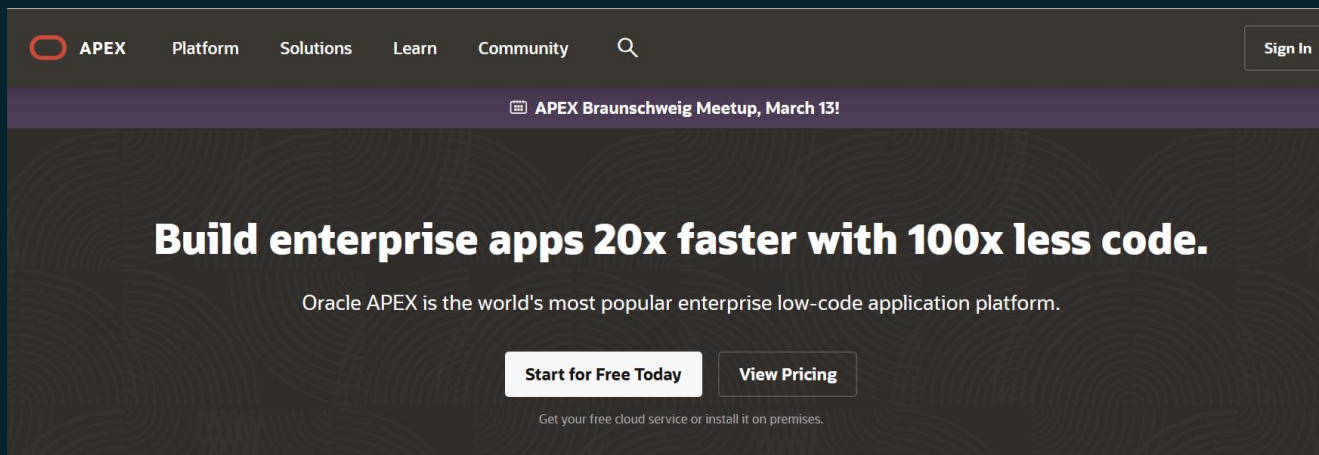 APEX Platform Solutions Learn Community Sign In
APEX Braunschweig Meetup, March 13!
Build enterprise apps 20x faster with 100x less code.
Oracle APEX is the world's most popular enterprise low-code application platform.
Start for Free Today View Pricing
Get your free cloud service or install it on premises.